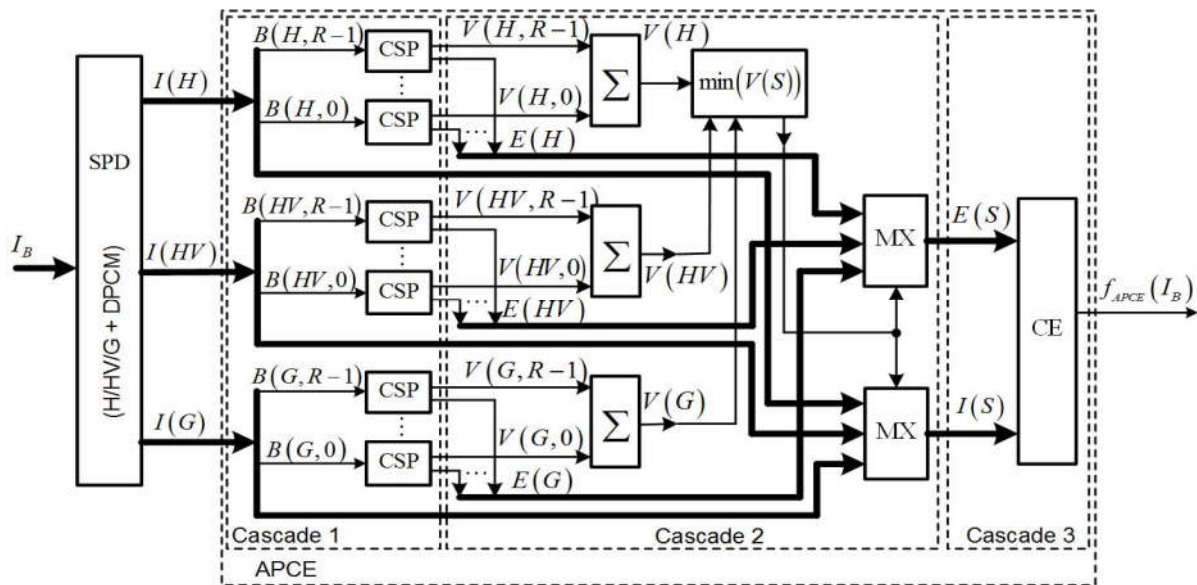 SPD
(H/HV/G + DPCM)
I_B
I(H)
I(HV)
I(G)
B(H,R−1)
CSP
V(H,R−1)
V(H)
Σ
min(V(S))
B(H,0)
CSP
V(H,0)
E(H)
B(HV,R−1)
CSP
V(HV,R−1)
Σ
V(HV)
B(HV,0)
CSP
V(HV,0)
E(HV)
B(G,R−1)
CSP
V(G,R−1)
Σ
V(G)
B(G,0)
CSP
V(G,0)
E(G)
MX
E(S)
MX
I(S)
CE
f_APCE(I_B)
Cascade 1
Cascade 2
Cascade 3
APCE